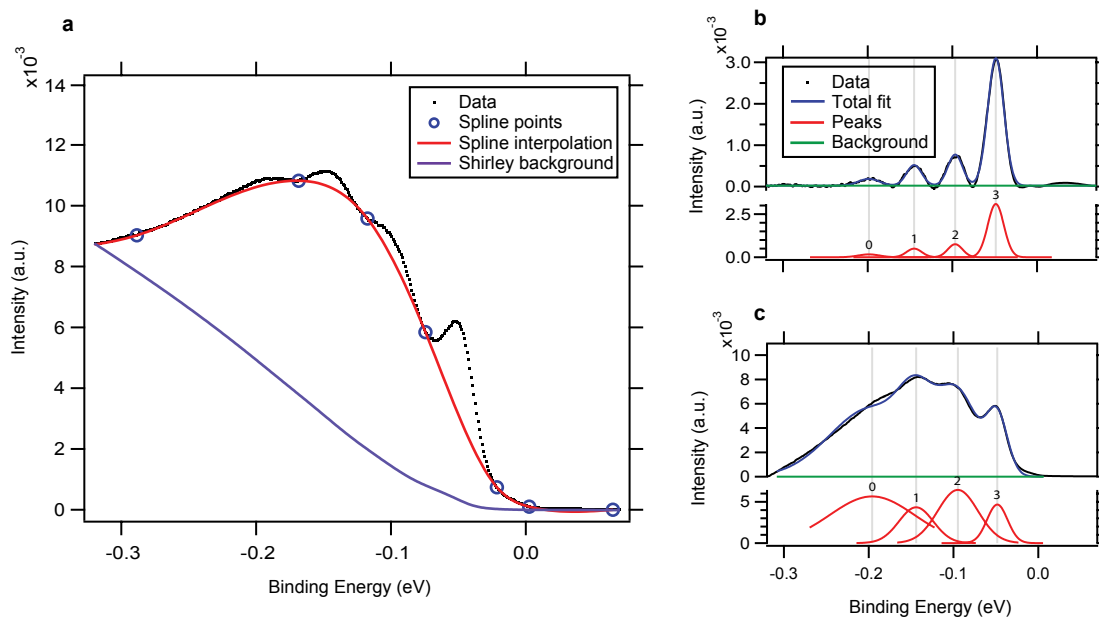 a
x10⁻³
14
12
10
8
6
4
2
0
Intensity (a.u.)
Data
Spline points
Spline interpolation
Shirley background
-0.3 -0.2 -0.1 0.0
Binding Energy (eV)
b
x10⁻³
3.0
2.0
1.0
0.0
2.5
0.0
Intensity (a.u.)
Data
Total fit
Peaks
Background
0 1 2 3
c
x10⁻³
10
8
6
4
2
0
5
0
Intensity (a.u.)
0 1 2 3
-0.3 -0.2 -0.1 0.0
Binding Energy (eV)